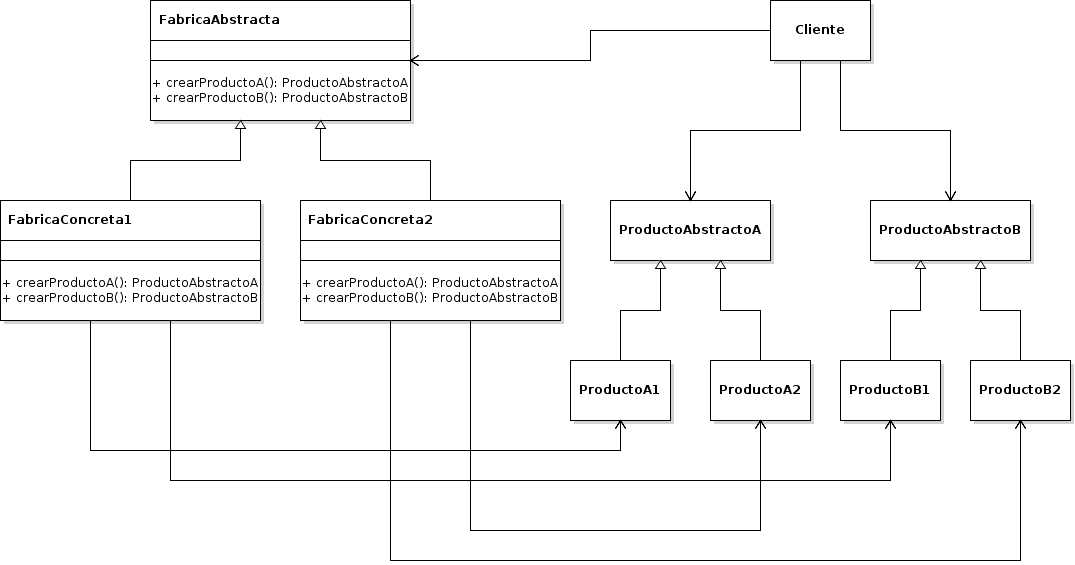 FabricaAbstracta
+ crearProductoA(): ProductoAbstractoA
+ crearProductoB(): ProductoAbstractoB
Cliente
FabricaConcreta1
+ crearProductoA(): ProductoAbstractoA
+ crearProductoB(): ProductoAbstractoB
FabricaConcreta2
+ crearProductoA(): ProductoAbstractoA
+ crearProductoB(): ProductoAbstractoB
ProductoAbstractoA
ProductoAbstractoB
ProductoA1
ProductoA2
ProductoB1
ProductoB2